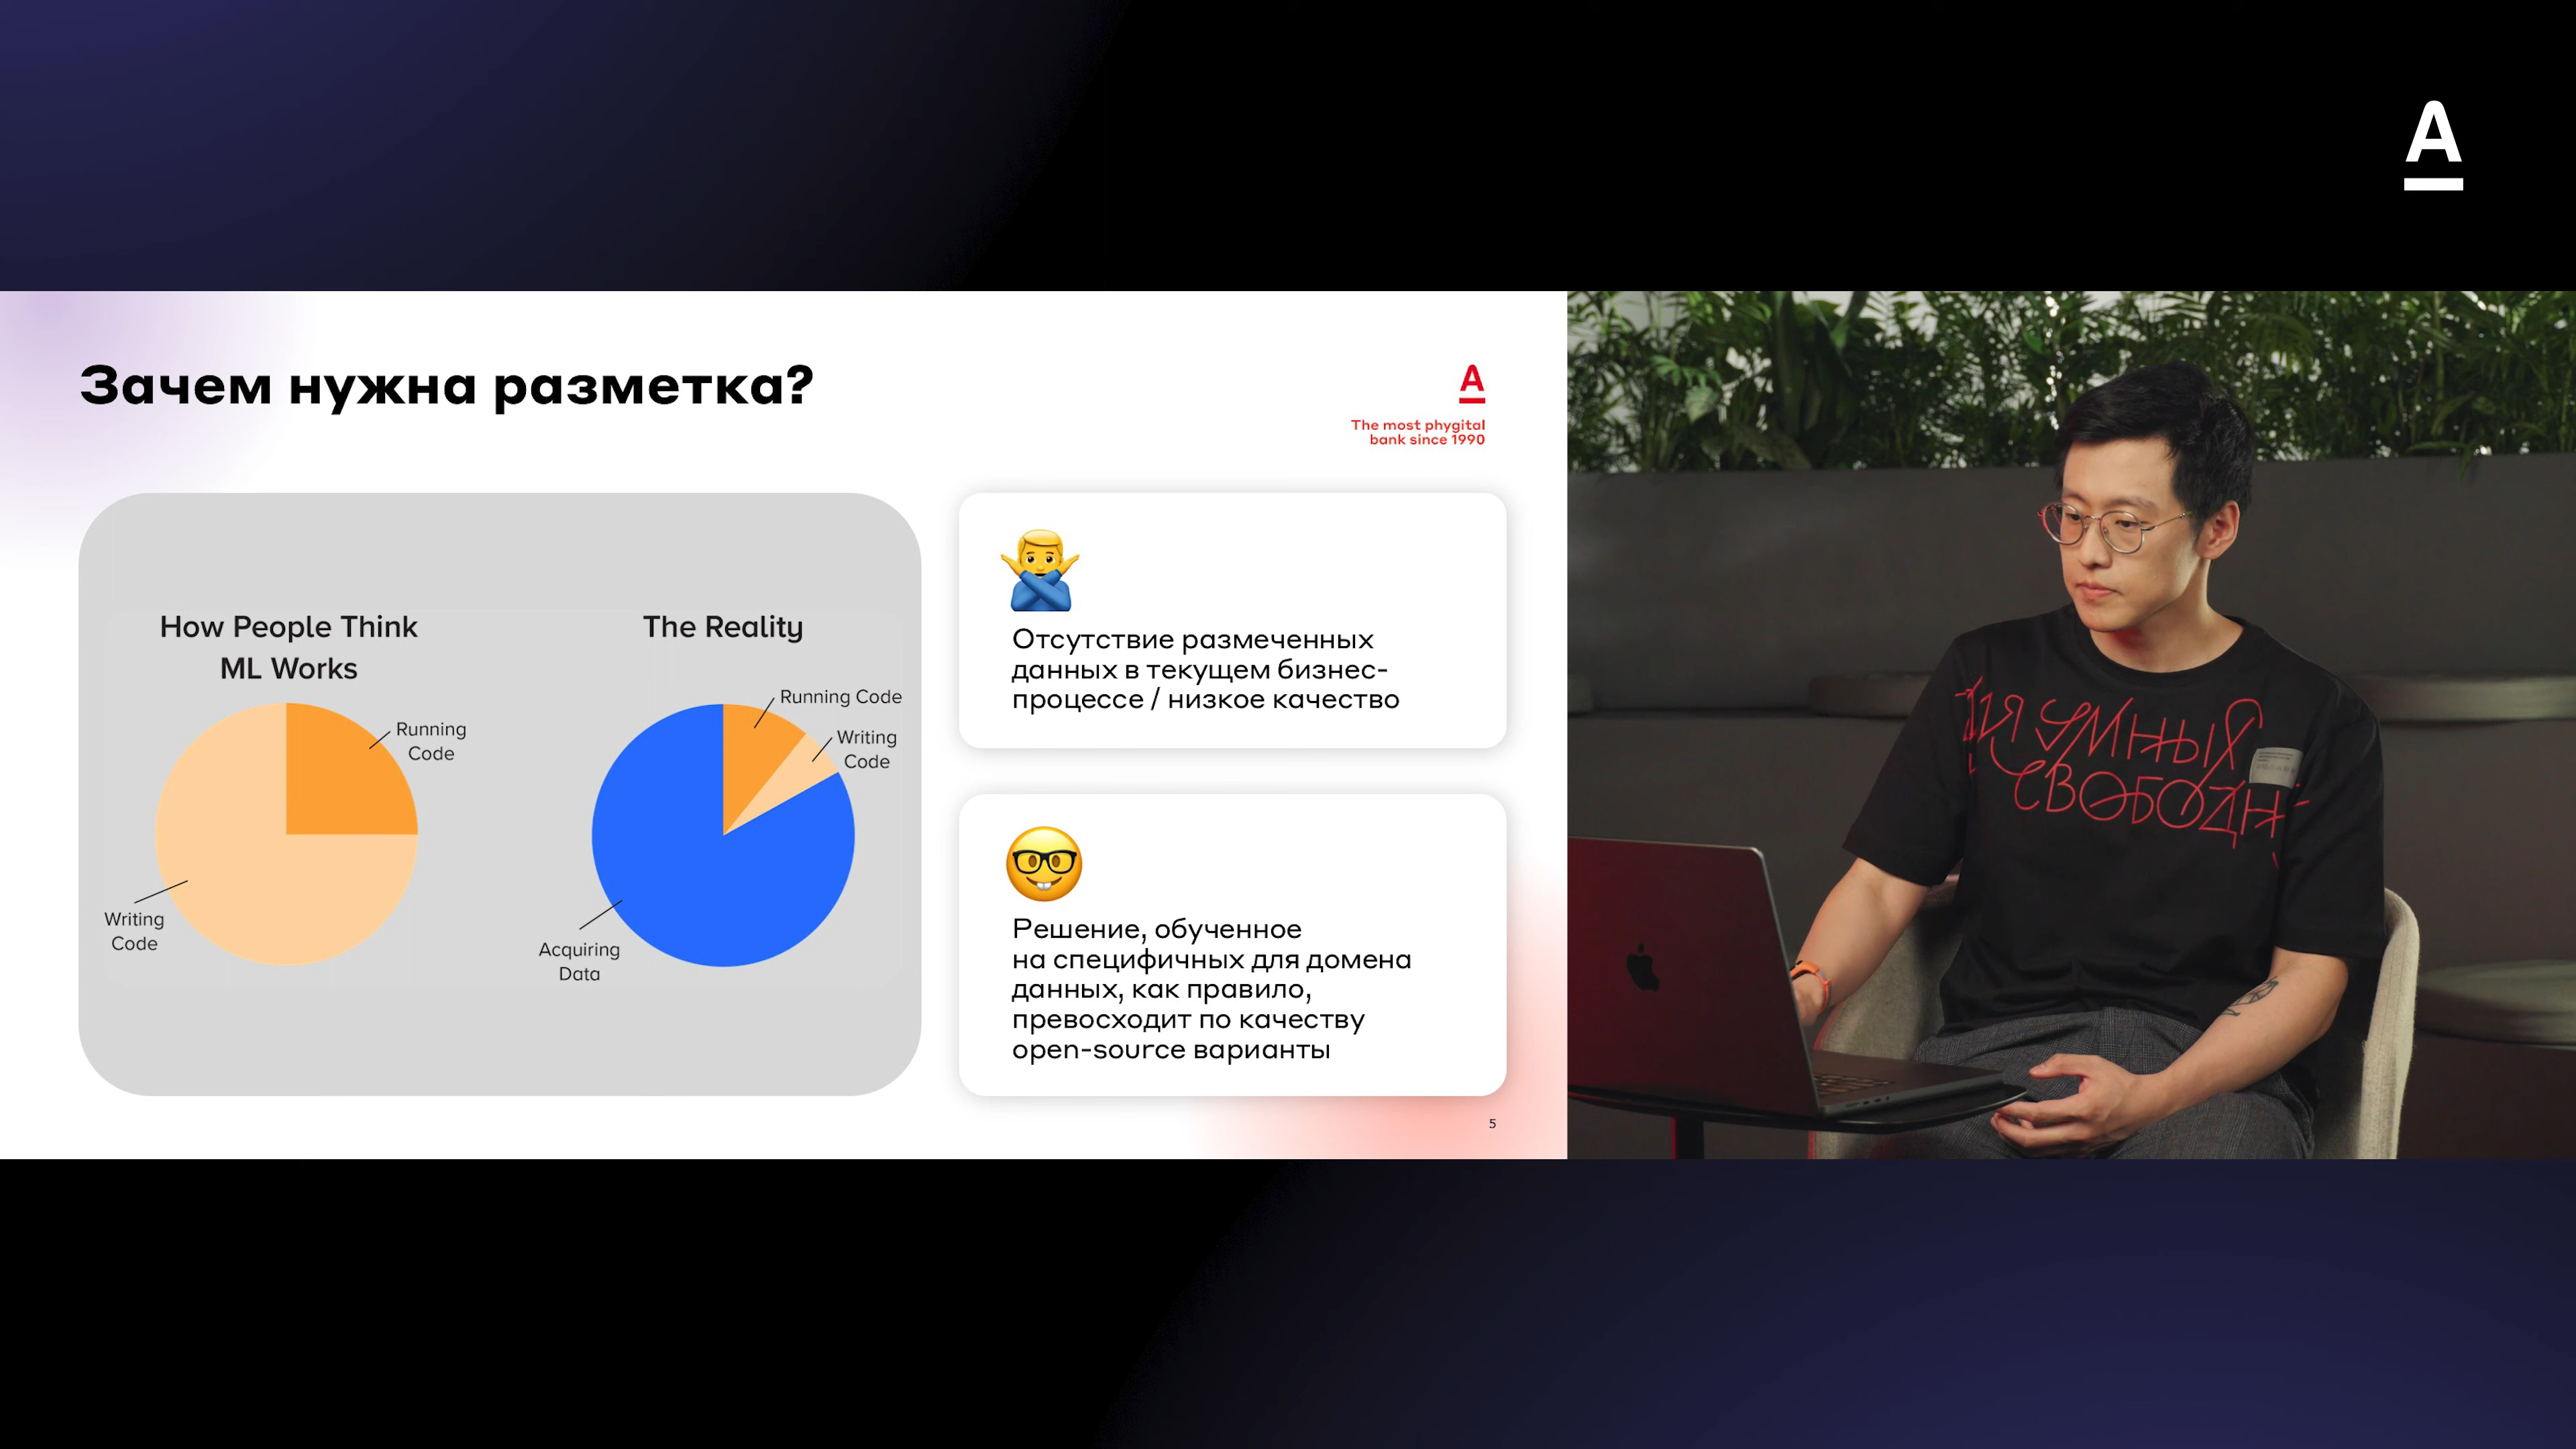 A
Зачем нужна разметка?
A
The most phygital
bank since 1990
How People Think
ML Works
Running
Code
Writing
Code
The Reality
Running Code
Writing
Code
Acquiring
Data
Отсутствие размеченных
данных в текущем бизнес-
процессе / низкое качество
Решение, обученное
на специфичных для домена
данных, как правило,
превосходит по качеству
open-source варианты
5
УМНЫХ